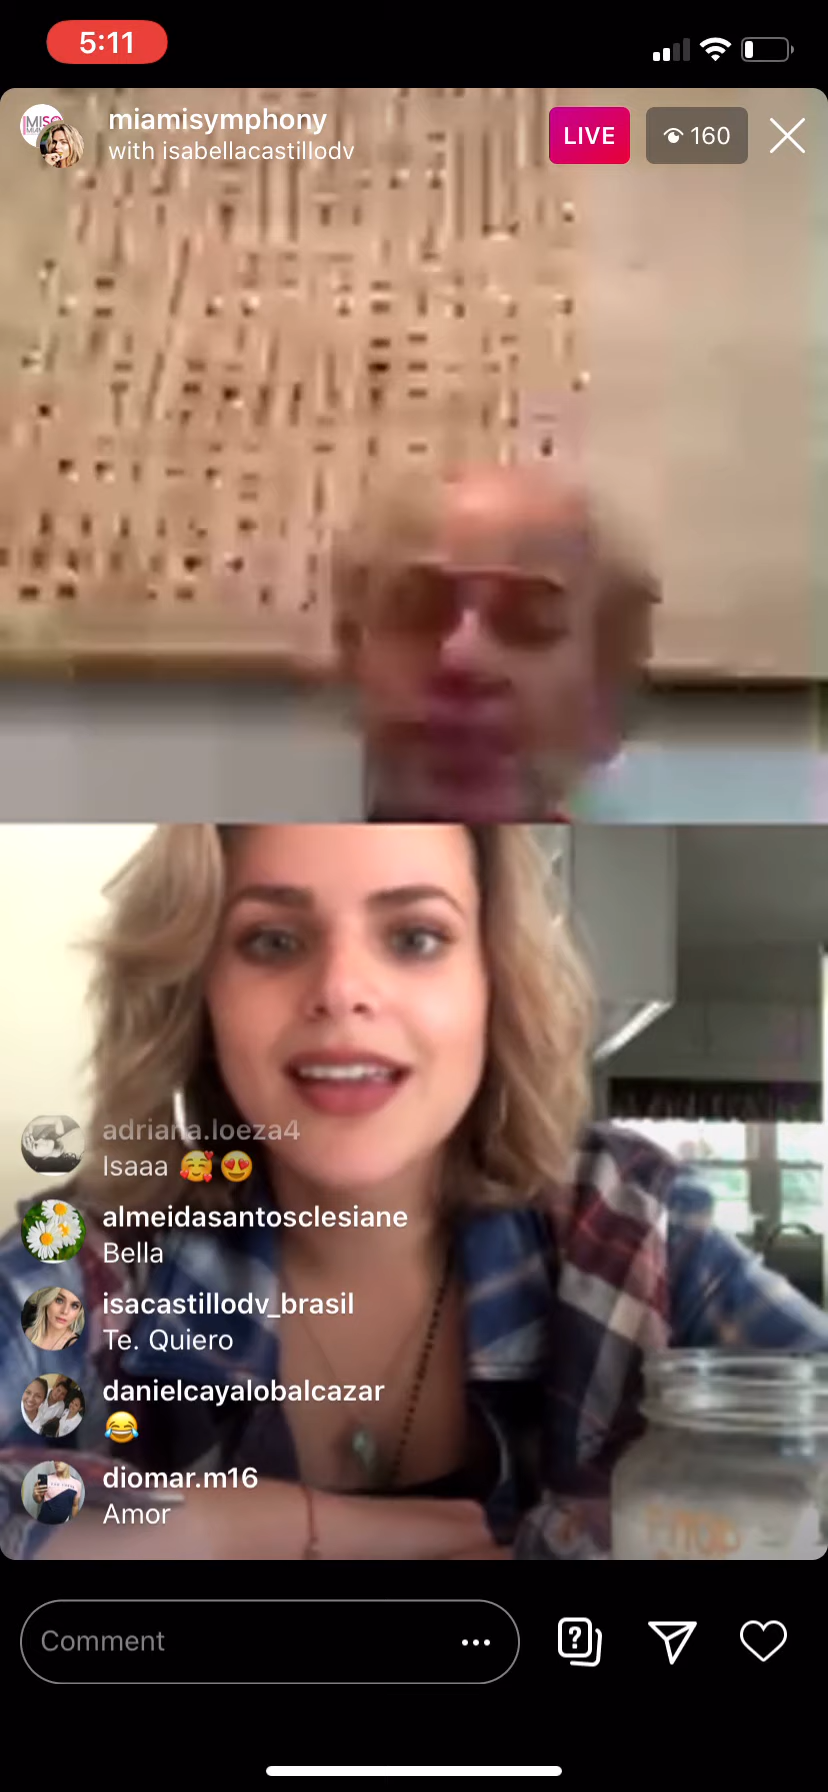 5:11
MISO
miamisymphony
with isabellacastillodv
LIVE
160
adriana.loeza4
Isaaa 🥰😍
almeidasantosclesiane
Bella
isacastillodv_brasil
Te. Quiero
danielcayalobalcazar
😂
diomar.m16
Amor
Comment